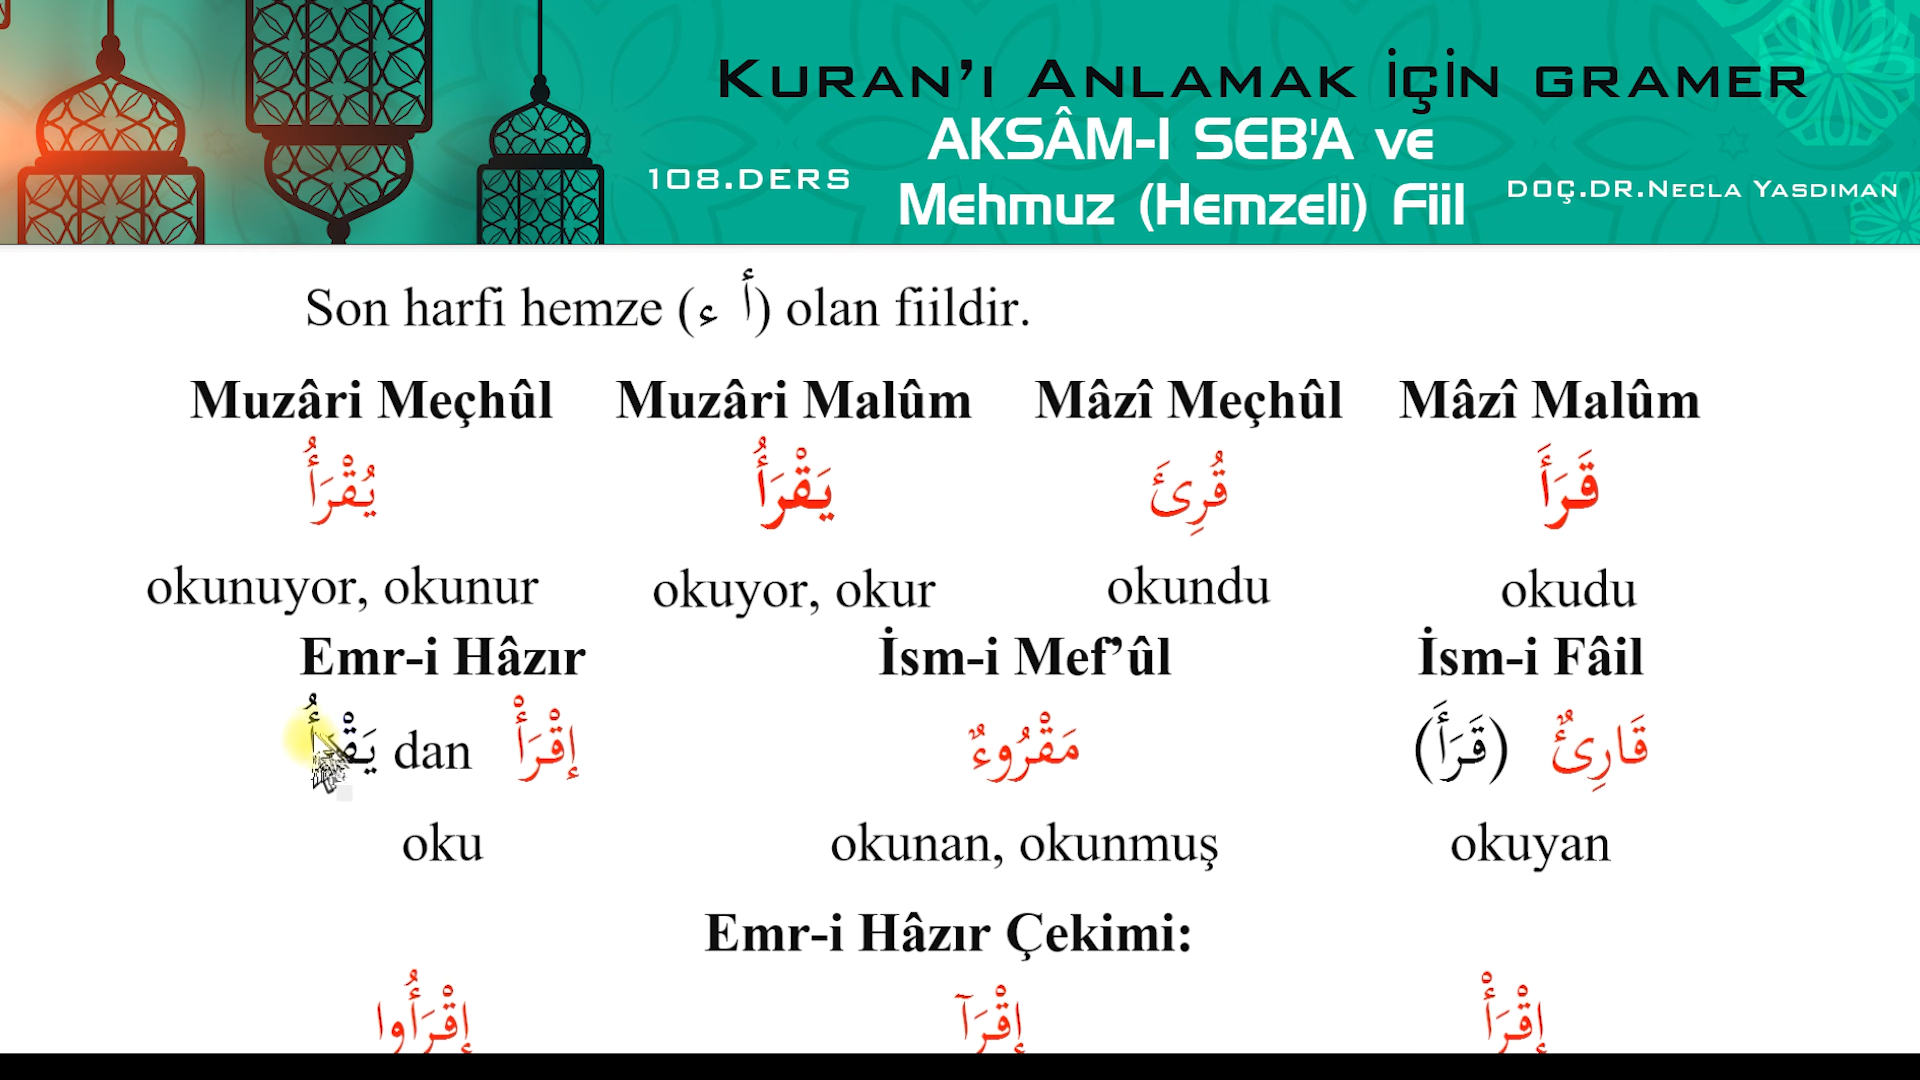 KURAN’I ANLAMAK İÇİN GRAMER
AKSÂM-I SEB'A ve
108.DERS
Mehmuz (Hemzeli) Fiil
DOÇ.DR.NECLA YASDIMAN
Son harfi hemze (أ ء) olan fiildir.
Muzâri Meçhûl Muzâri Malûm Mâzî Meçhûl Mâzî Malûm
يُقْرَأُ يَقْرَأُ قُرِئَ قَرَأَ
okunuyor, okunur okuyor, okur okundu okudu
Emr-i Hâzır İsm-i Mef’ûl İsm-i Fâil
يَقْرَأُ dan إِقْرَأْ مَقْرُوءٌ (قَرَأَ) قَارِئٌ
oku okunan, okunmuş okuyan
Emr-i Hâzır Çekimi:
إِقْرَأُوا إِقْرَآ إِقْرَأْ